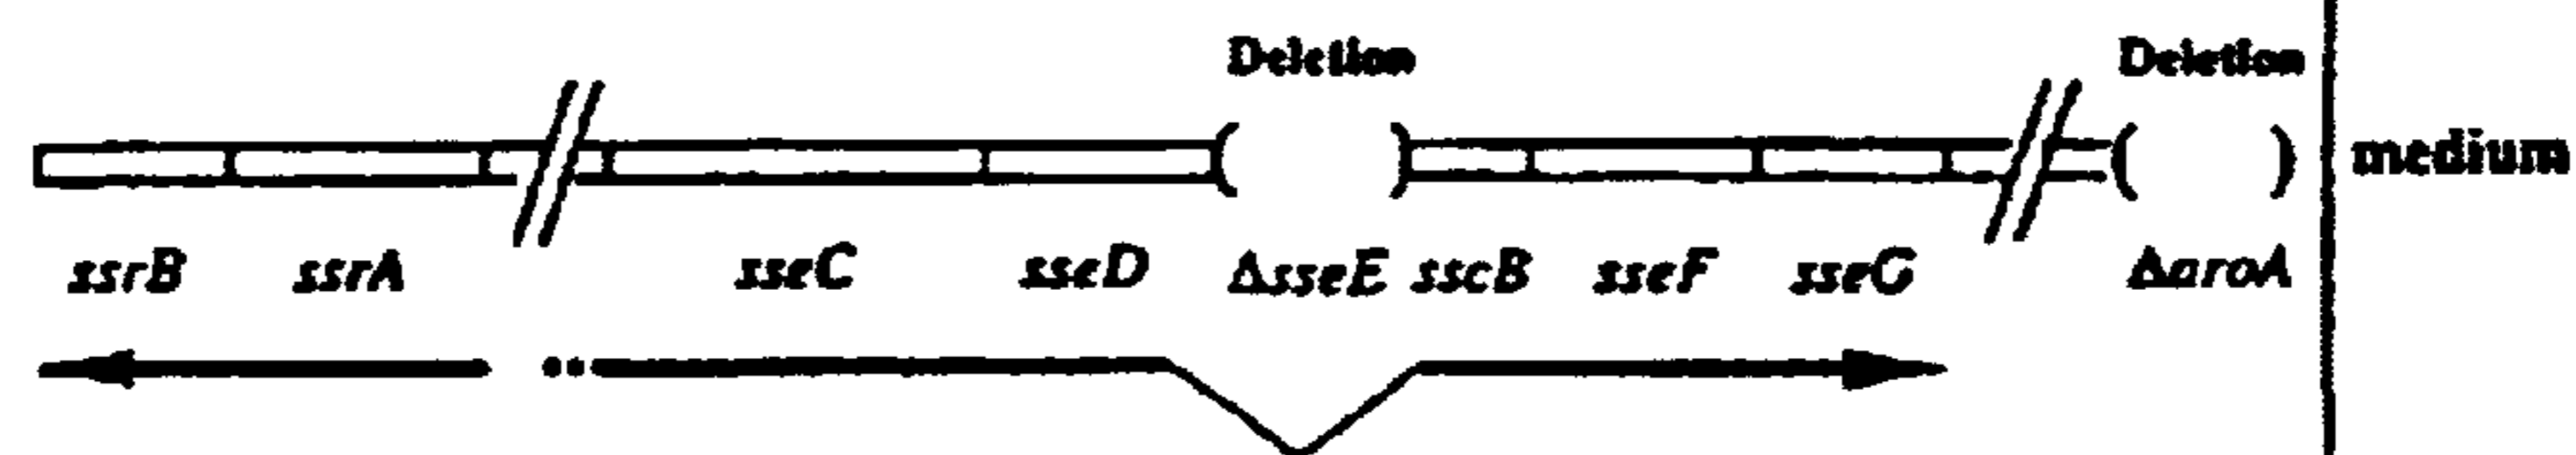 Deletion Deletion
medium
ssrB ssrA sseC sseD ΔsseE sscB sseF sseG ΔaroA